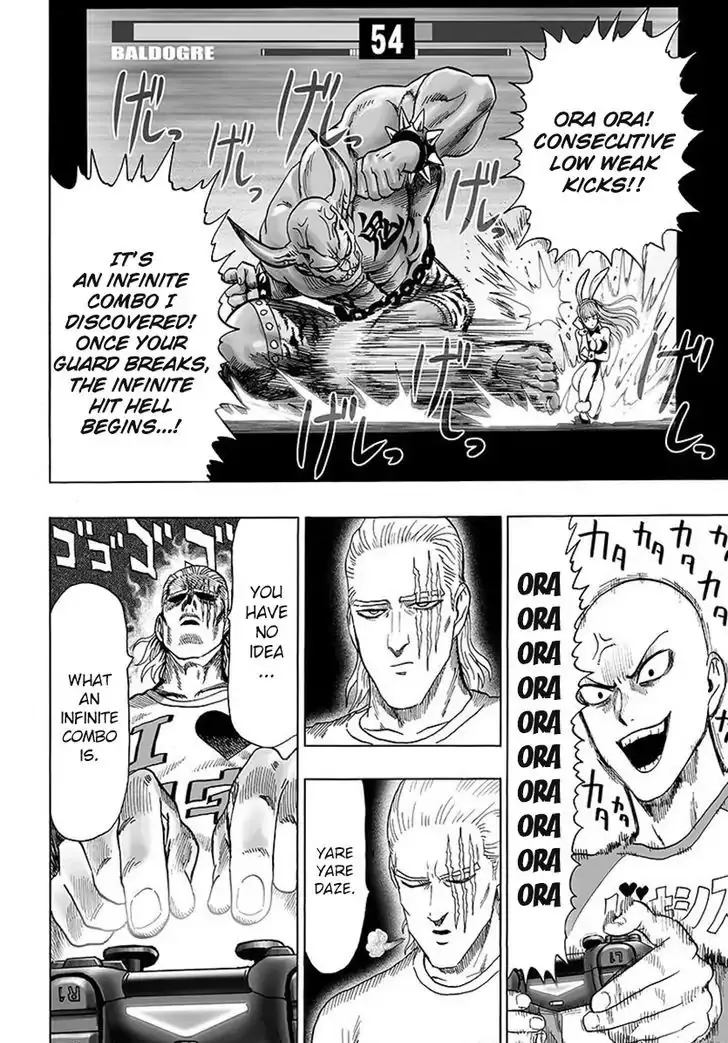 54
BALDOGRE
ORA ORA!
CONSECUTIVE
LOW WEAK
KICKS!!
げしっ
げしっ
げしっ
げしっ
げしっ
げしっ
IT'S
AN INFINITE
COMBO I
DISCOVERED!
ONCE YOUR
GUARD BREAKS,
THE INFINITE
HIT HELL
BEGINS...!
カタ
カタ
カタ
カタ
カタ
カタ
ORA
ORA
ORA
ORA
ORA
ORA
ORA
ORA
ORA
ORA
L1
YARE
YARE
DAZE.
ゴゴゴゴゴ
YOU
HAVE
NO
IDEA
...
WHAT
AN
INFINITE
COMBO
IS.
I
R1